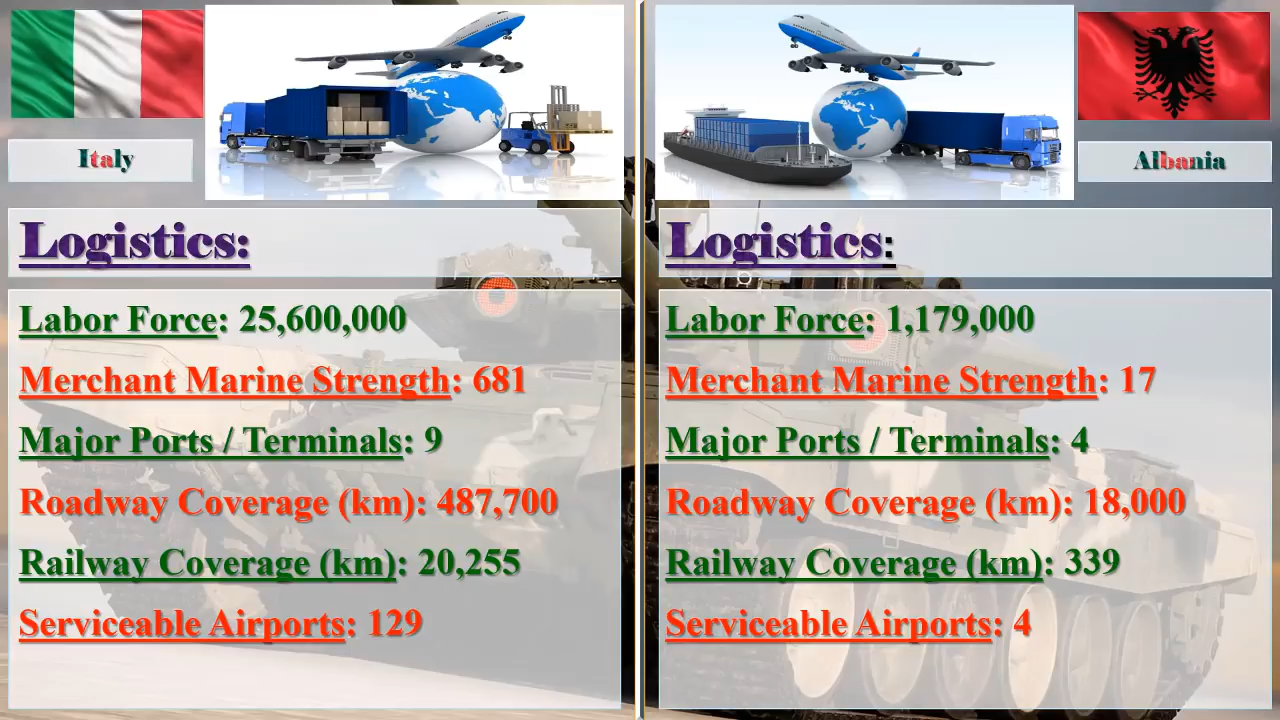 Italy
Logistics:
Labor Force: 25,600,000
Merchant Marine Strength: 681
Major Ports / Terminals: 9
Roadway Coverage (km): 487,700
Railway Coverage (km): 20,255
Serviceable Airports: 129
Albania
Logistics:
Labor Force: 1,179,000
Merchant Marine Strength: 17
Major Ports / Terminals: 4
Roadway Coverage (km): 18,000
Railway Coverage (km): 339
Serviceable Airports: 4